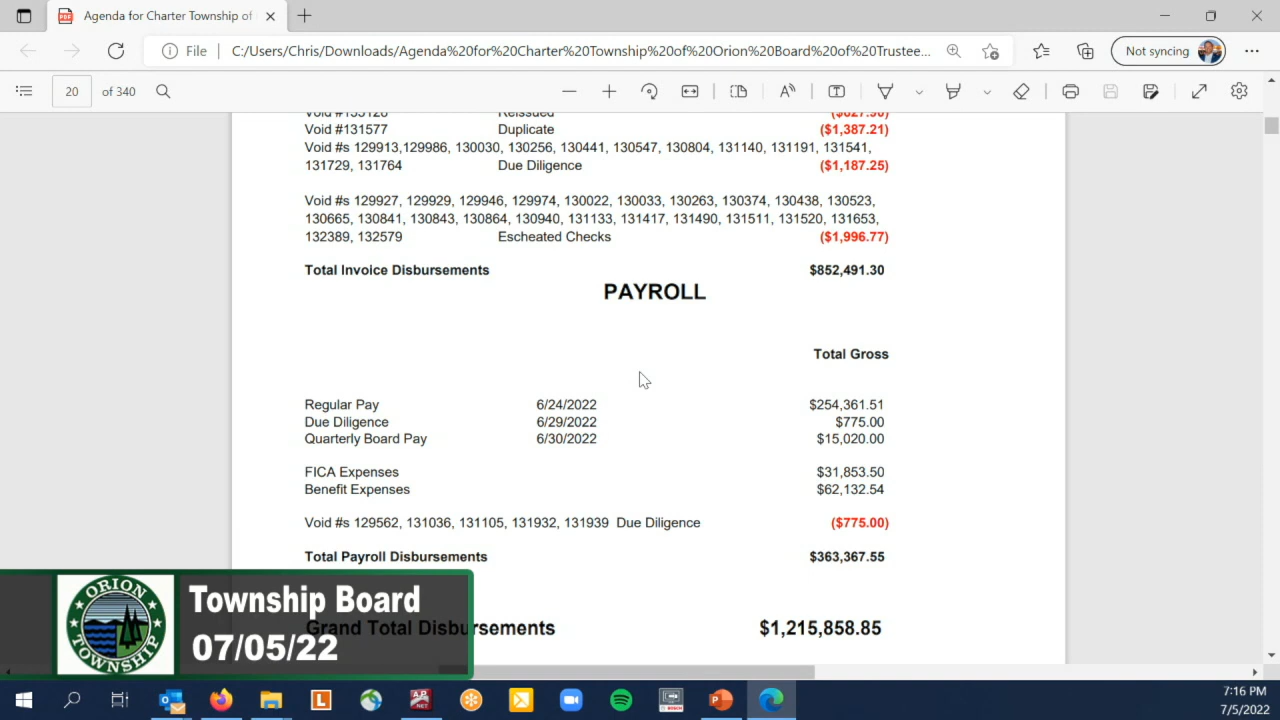 Agenda for Charter Township of
File
C:/Users/Chris/Downloads/Agenda%20for%20Charter%20Township%20of%20Orion%20Board%20of%20Trustee...
Not syncing
20 of 340
Void #133128 Reissued ($627.90)
Void #131577 Duplicate ($1,387.21)
Void #s 129913,129986, 130030, 130256, 130441, 130547, 130804, 131140, 131191, 131541,
131729, 131764 Due Diligence ($1,187.25)
Void #s 129927, 129929, 129946, 129974, 130022, 130033, 130263, 130374, 130438, 130523,
130665, 130841, 130843, 130864, 130940, 131133, 131417, 131490, 131511, 131520, 131653,
132389, 132579 Escheated Checks ($1,996.77)
Total Invoice Disbursements $852,491.30
PAYROLL
Total Gross
Regular Pay 6/24/2022 $254,361.51
Due Diligence 6/29/2022 $775.00
Quarterly Board Pay 6/30/2022 $15,020.00
FICA Expenses $31,853.50
Benefit Expenses $62,132.54
Void #s 129562, 131036, 131105, 131932, 131939 Due Diligence ($775.00)
Total Payroll Disbursements $363,367.55
Grand Total Disbursements $1,215,858.85
ORION
TOWNSHIP
Township Board
07/05/22
7:16 PM
7/5/2022